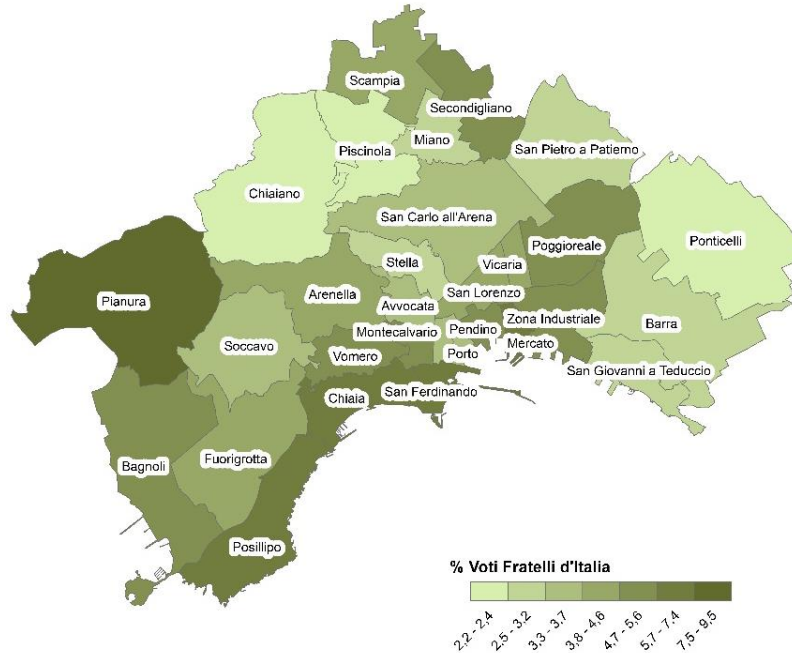 Scampia
Secondigliano
Piscinola
Miano
San Pietro a Patierno
Chiaiano
San Carlo all'Arena
Ponticelli
Poggioreale
Stella
Vicaria
Pianura
Arenella
San Lorenzo
Avvocata
Zona Industriale
Barra
Montecalvario
Pendino
Soccavo
Vomero
Porto
Mercato
San Giovanni a Teduccio
Chiaia
San Ferdinando
Fuorigrotta
Bagnoli
Posillipo
% Voti Fratelli d'Italia
2,2 - 2,4
2,5 - 3,2
3,3 - 3,7
3,8 - 4,6
4,7 - 5,6
5,7 - 7,4
7,5 - 9,5